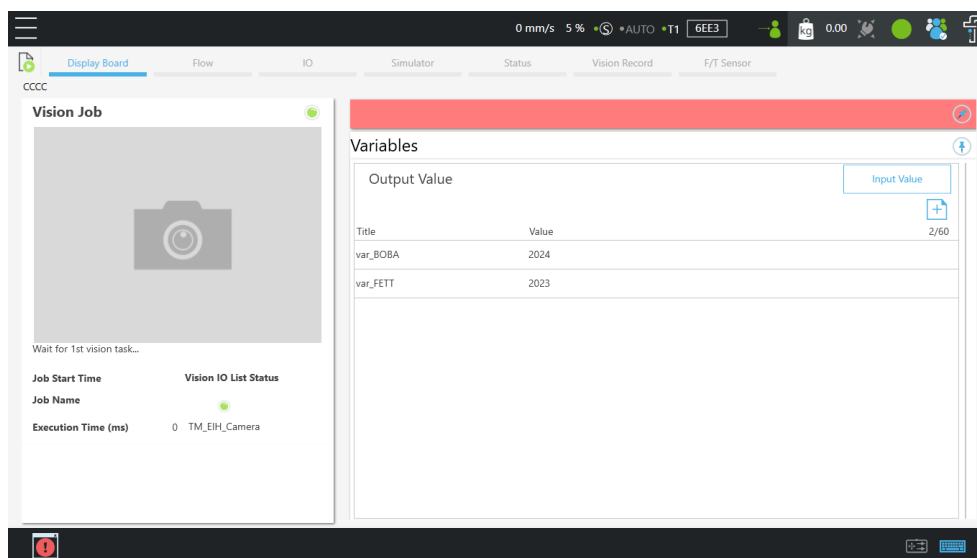 0 mm/s 5 % •Ⓢ •AUTO •T1 6EE3 kg 0.00
Display Board Flow IO Simulator Status Vision Record F/T Sensor
CCCC
Vision Job
Wait for 1st vision task...
Job Start Time Vision IO List Status
Job Name
Execution Time (ms) 0 TM_EIH_Camera
Variables
Output Value Input Value
2/60
Title Value
var_BOBA 2024
var_FETT 2023